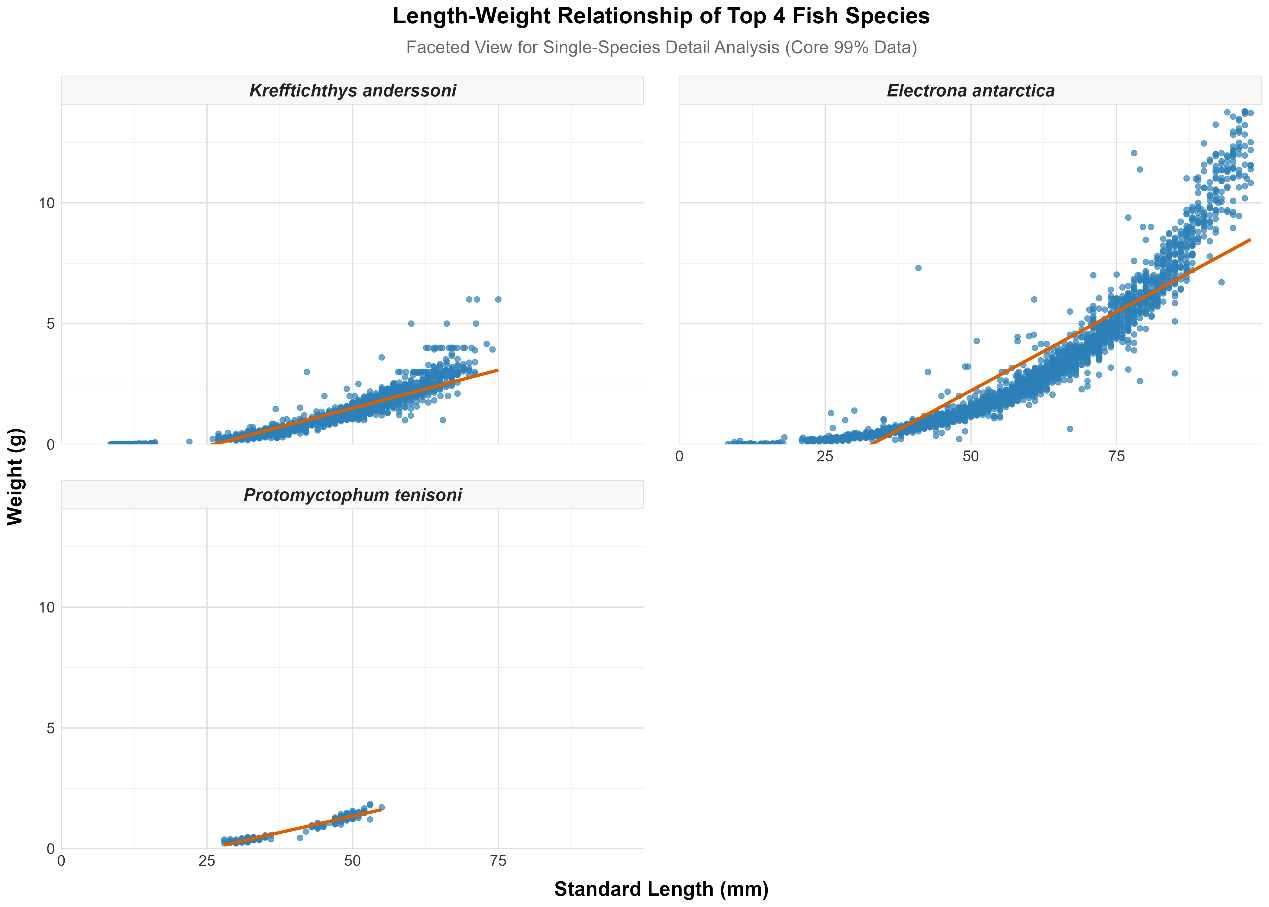 Length-Weight Relationship of Top 4 Fish Species
Faceted View for Single-Species Detail Analysis (Core 99% Data)
Krefftichthys anderssoni
Electrona antarctica
10
5
0
0 25 50 75
Protomyctophum tenisoni
10
5
0
0 25 50 75
Weight (g)
Standard Length (mm)